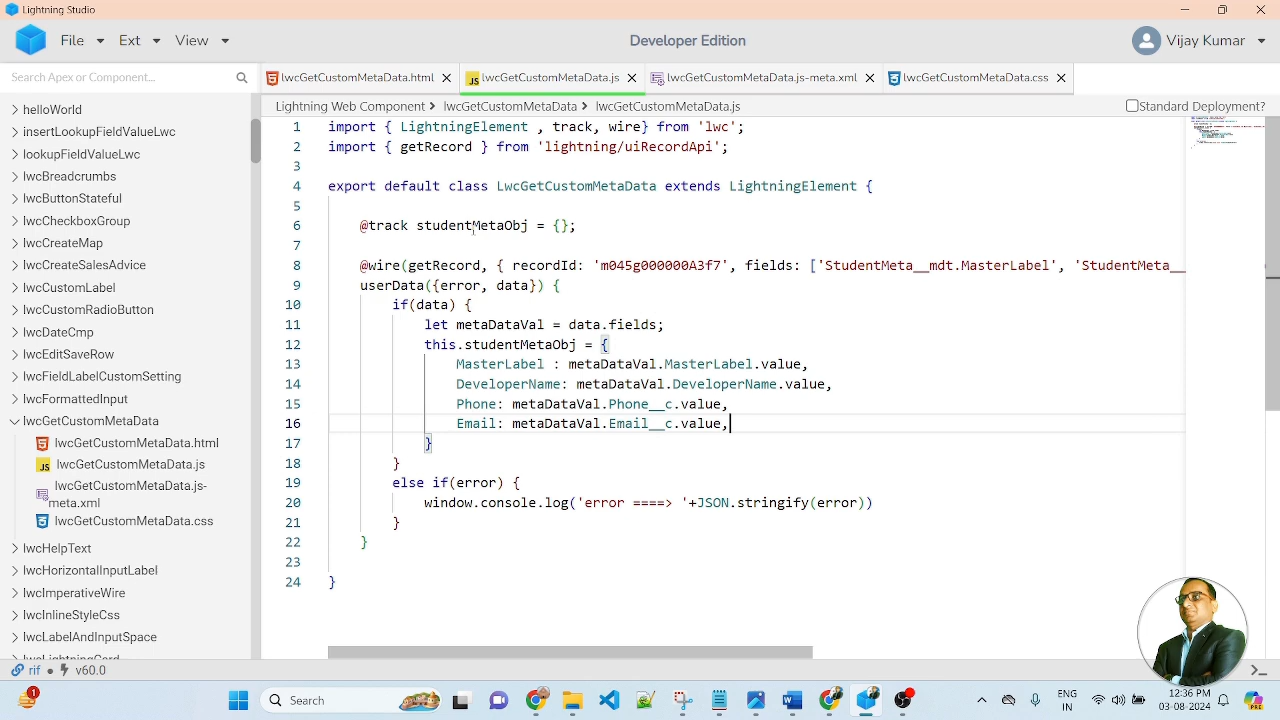 Lightning Studio
File Ext View Developer Edition Vijay Kumar
Search Apex or Component...
lwcGetCustomMetaData.html lwcGetCustomMetaData.js lwcGetCustomMetaData.js-meta.xml lwcGetCustomMetaData.css
Lightning Web Component lwcGetCustomMetaData lwcGetCustomMetaData.js Standard Deployment?
helloWorld
insertLookupFieldValueLwc
lookupFieldValueLwc
lwcBreadcrumbs
lwcButtonStateful
lwcCheckboxGroup
lwcCreateMap
lwcCreateSalesAdvice
lwcCustomLabel
lwcCustomRadioButton
lwcDateCmp
lwcEditSaveRow
lwcFieldLabelCustomSetting
lwcFormattedInput
lwcGetCustomMetaData
lwcGetCustomMetaData.html
lwcGetCustomMetaData.js
lwcGetCustomMetaData.js-
meta.xml
lwcGetCustomMetaData.css
lwcHelpText
lwcHorizontalInputLabel
lwcImperativeWire
lwcInlineStyleCss
lwcLabelAndInputSpace
lwcLightningCard
1 import { LightningElement , track, wire} from 'lwc';
2 import { getRecord } from 'lightning/uiRecordApi';
3
4 export default class LwcGetCustomMetaData extends LightningElement {
5
6 @track studentMetaObj = {};
7
8 @wire(getRecord, { recordId: 'm045g000000A3f7', fields: ['StudentMeta__mdt.MasterLabel', 'StudentMeta__
9 userData({error, data}) {
10 if(data) {
11 let metaDataVal = data.fields;
12 this.studentMetaObj = {
13 MasterLabel : metaDataVal.MasterLabel.value,
14 DeveloperName: metaDataVal.DeveloperName.value,
15 Phone: metaDataVal.Phone__c.value,
16 Email: metaDataVal.Email__c.value,
17 }
18 }
19 else if(error) {
20 window.console.log('error ====> '+JSON.stringify(error))
21 }
22 }
23
24 }
rif v60.0
1 Search ENG 12:36 PM
IN 03-08-2024